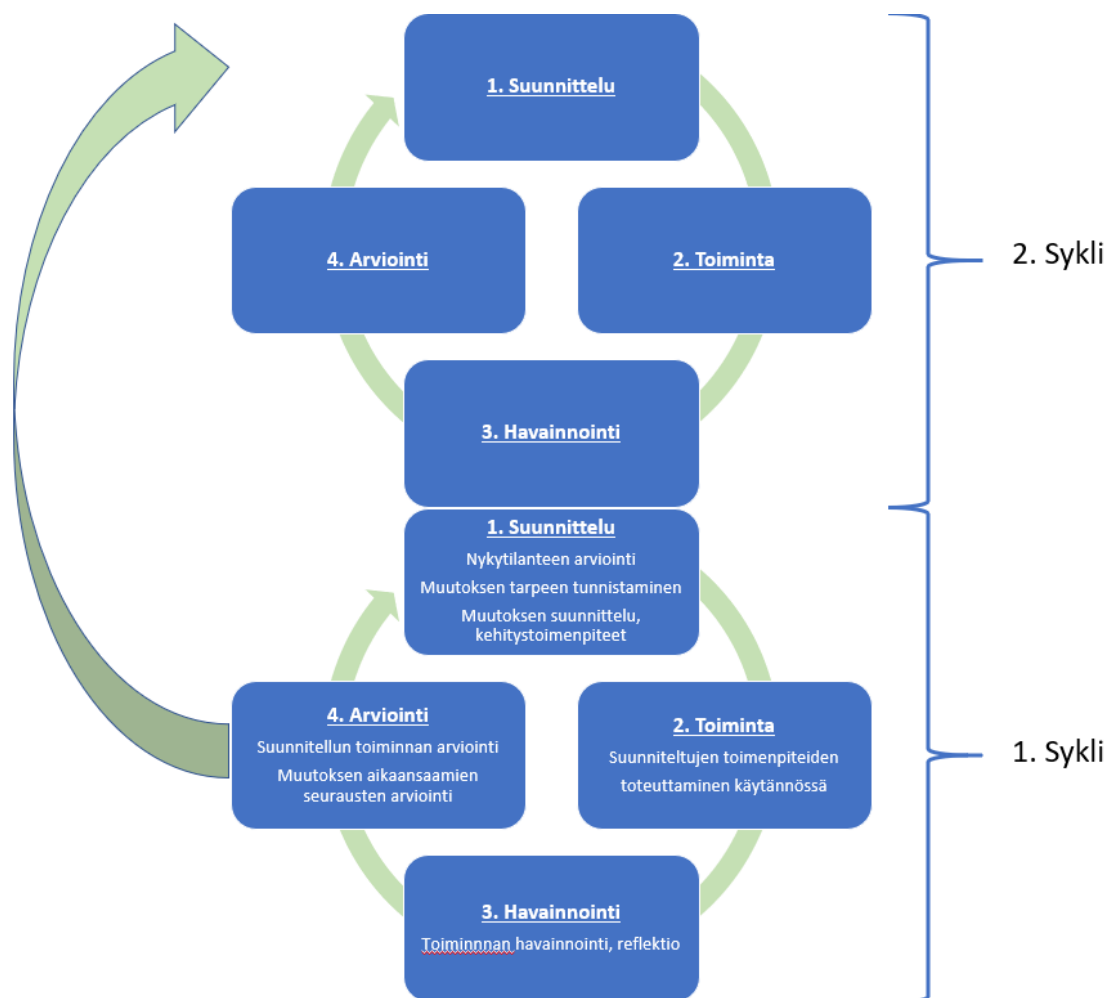 1. Suunnittelu
4. Arviointi
2. Toiminta
2. Sykli
3. Havainnointi
1. Suunnittelu
Nykytilanteen arviointi
Muutoksen tarpeen tunnistaminen
Muutoksen suunnittelu,
kehitystoimenpiteet
4. Arviointi
Suunnitellun toiminnan arviointi
Muutoksen aikaansaamien
seurausten arviointi
2. Toiminta
Suunniteltujen toimenpiteiden
toteuttaminen käytännössä
1. Sykli
3. Havainnointi
Toiminnnan havainnointi, reflektio